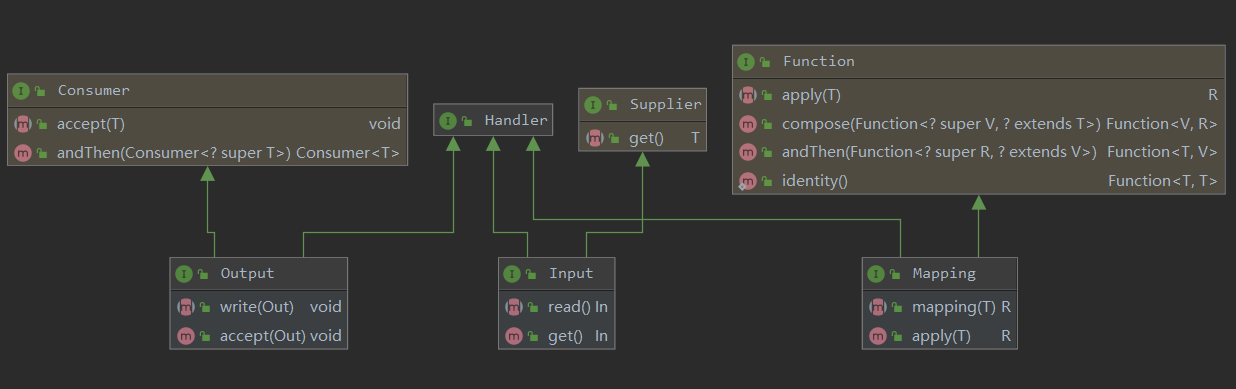 Consumer
accept(T) void
andThen(Consumer<? super T>) Consumer<T>
Handler
Supplier
get() T
Function
apply(T) R
compose(Function<? super V, ? extends T>) Function<V, R>
andThen(Function<? super R, ? extends V>) Function<T, V>
identity() Function<T, T>
Output
write(Out) void
accept(Out) void
Input
read() In
get() In
Mapping
mapping(T) R
apply(T) R